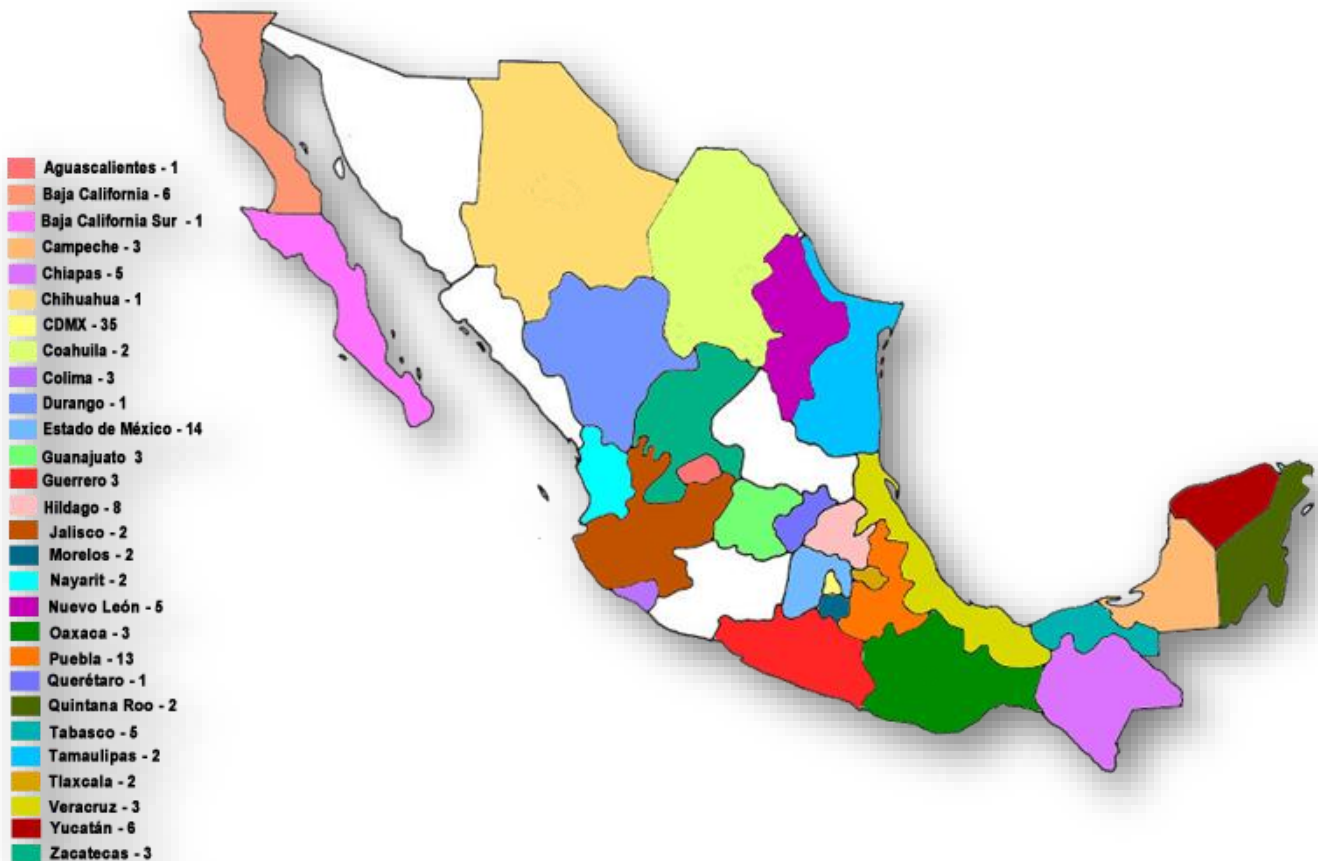 Aguascalientes - 1
Baja California - 6
Baja California Sur - 1
Campeche - 3
Chiapas - 5
Chihuahua - 1
CDMX - 35
Coahuila - 2
Colima - 3
Durango - 1
Estado de México - 14
Guanajuato 3
Guerrero 3
Hildago - 8
Jalisco - 2
Morelos - 2
Nayarit - 2
Nuevo León - 5
Oaxaca - 3
Puebla - 13
Querétaro - 1
Quintana Roo - 2
Tabasco - 5
Tamaulipas - 2
Tlaxcala - 2
Veracruz - 3
Yucatán - 6
Zacatecas - 3